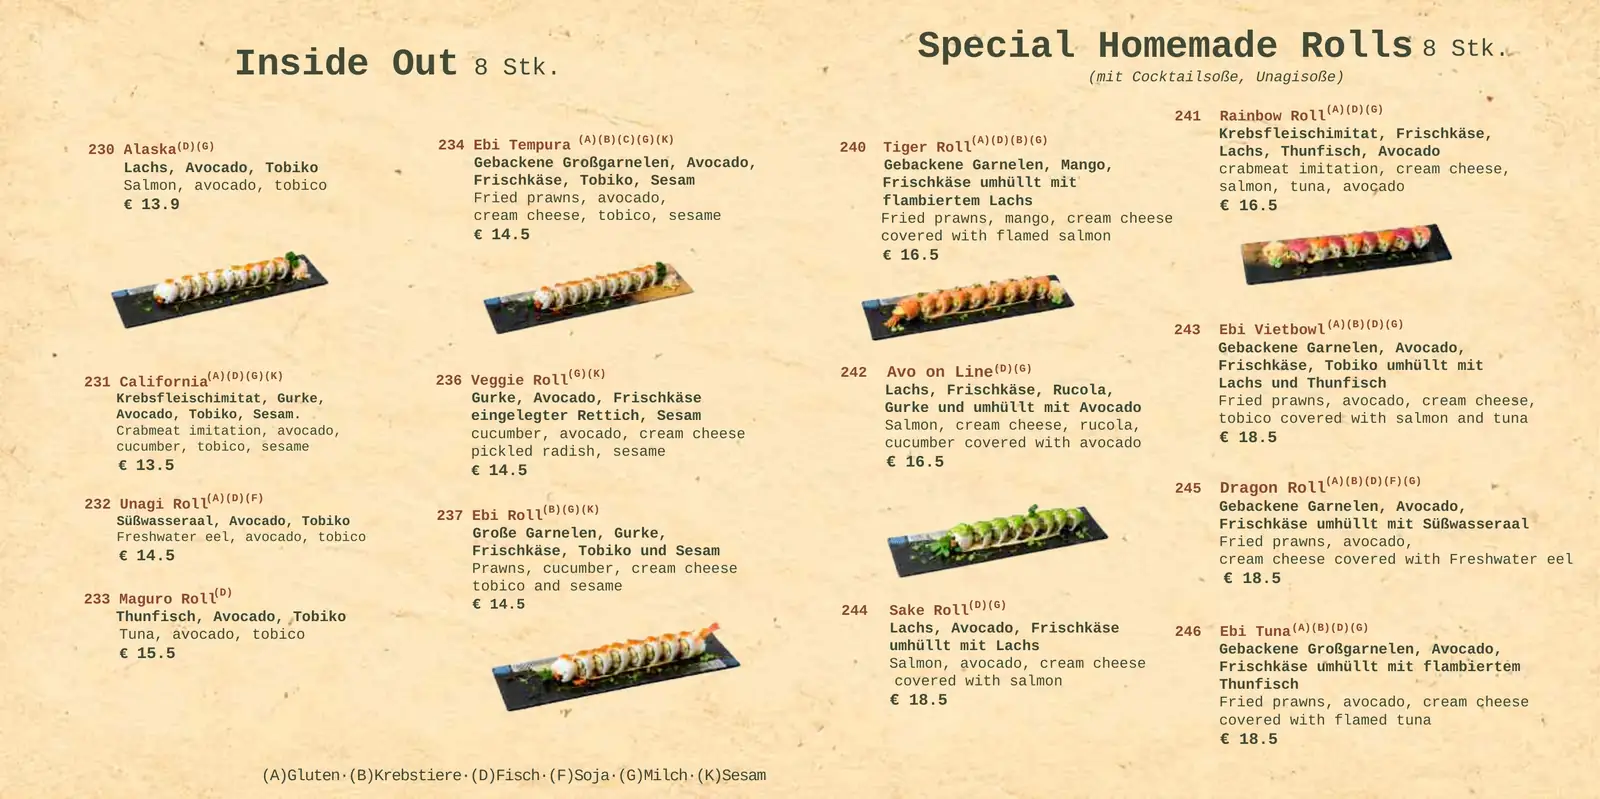 Inside Out 8 Stk.
230 Alaska(D)(G)
Lachs, Avocado, Tobiko
Salmon, avocado, tobico
€ 13.9
231 California(A)(D)(G)(K)
Krebsfleischimitat, Gurke,
Avocado, Tobiko, Sesam.
Crabmeat imitation, avocado,
cucumber, tobico, sesame
€ 13.5
232 Unagi Roll(A)(D)(F)
Süßwasseraal, Avocado, Tobiko
Freshwater eel, avocado, tobico
€ 14.5
233 Maguro Roll(D)
Thunfisch, Avocado, Tobiko
Tuna, avocado, tobico
€ 15.5
234 Ebi Tempura (A)(B)(C)(G)(K)
Gebackene Großgarnelen, Avocado,
Frischkäse, Tobiko, Sesam
Fried prawns, avocado,
cream cheese, tobico, sesame
€ 14.5
236 Veggie Roll(G)(K)
Gurke, Avocado, Frischkäse
eingelegter Rettich, Sesam
cucumber, avocado, cream cheese
pickled radish, sesame
€ 14.5
237 Ebi Roll(B)(G)(K)
Große Garnelen, Gurke,
Frischkäse, Tobiko und Sesam
Prawns, cucumber, cream cheese
tobico and sesame
€ 14.5
(A)Gluten·(B)Krebstiere·(D)Fisch·(F)Soja·(G)Milch·(K)Sesam
Special Homemade Rolls 8 Stk.
(mit Cocktailsoße, Unagisoße)
240 Tiger Roll(A)(D)(B)(G)
Gebackene Garnelen, Mango,
Frischkäse umhüllt mit
flambiertem Lachs
Fried prawns, mango, cream cheese
covered with flamed salmon
€ 16.5
242 Avo on Line(D)(G)
Lachs, Frischkäse, Rucola,
Gurke und umhüllt mit Avocado
Salmon, cream cheese, rucola,
cucumber covered with avocado
€ 16.5
244 Sake Roll(D)(G)
Lachs, Avocado, Frischkäse
umhüllt mit Lachs
Salmon, avocado, cream cheese
covered with salmon
€ 18.5
241 Rainbow Roll(A)(D)(G)
Krebsfleischimitat, Frischkäse,
Lachs, Thunfisch, Avocado
crabmeat imitation, cream cheese,
salmon, tuna, avocado
€ 16.5
243 Ebi Vietbowl(A)(B)(D)(G)
Gebackene Garnelen, Avocado,
Frischkäse, Tobiko umhüllt mit
Lachs und Thunfisch
Fried prawns, avocado, cream cheese,
tobico covered with salmon and tuna
€ 18.5
245 Dragon Roll(A)(B)(D)(F)(G)
Gebackene Garnelen, Avocado,
Frischkäse umhüllt mit Süßwasseraal
Fried prawns, avocado,
cream cheese covered with Freshwater eel
€ 18.5
246 Ebi Tuna(A)(B)(D)(G)
Gebackene Großgarnelen, Avocado,
Frischkäse umhüllt mit flambiertem
Thunfisch
Fried prawns, avocado, cream cheese
covered with flamed tuna
€ 18.5